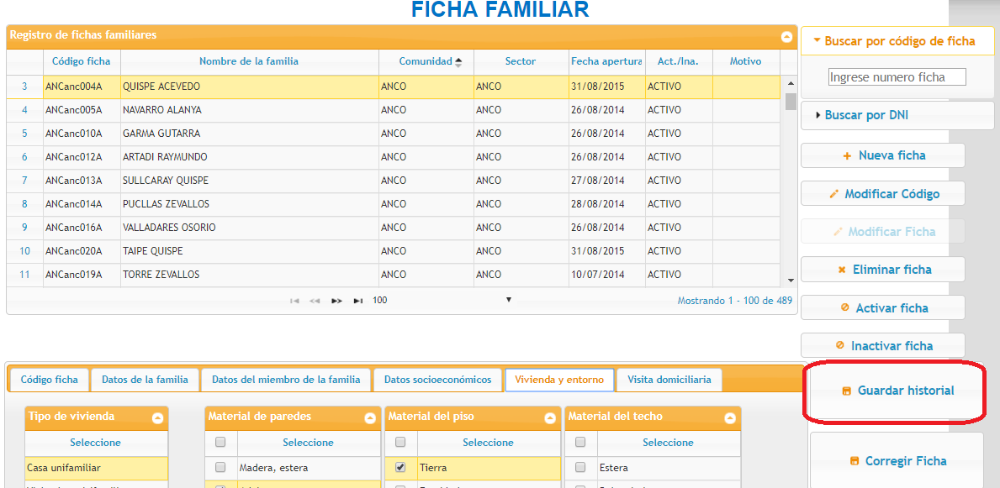 FICHA FAMILIAR
Registro de fichas familiares
Código ficha Nombre de la familia Comunidad Sector Fecha apertura Act./Ina. Motivo
3 ANCanc004A QUISPE ACEVEDO ANCO ANCO 31/08/2015 ACTIVO
4 ANCanc005A NAVARRO ALANYA ANCO ANCO 26/08/2014 ACTIVO
5 ANCanc010A GARMA GUTARRA ANCO ANCO 26/08/2014 ACTIVO
6 ANCanc012A ARTADI RAYMUNDO ANCO ANCO 26/08/2014 ACTIVO
7 ANCanc013A SULLCARAY QUISPE ANCO ANCO 27/08/2014 ACTIVO
8 ANCanc014A PUCLLAS ZEVALLOS ANCO ANCO 28/08/2014 ACTIVO
9 ANCanc016A VALLADARES OSORIO ANCO ANCO 26/08/2014 ACTIVO
10 ANCanc020A TAIPE QUISPE ANCO ANCO 31/08/2015 ACTIVO
11 ANCanc019A TORRE ZEVALLOS ANCO ANCO 10/07/2014 ACTIVO
100 Mostrando 1 - 100 de 489
Buscar por código de ficha
Ingrese numero ficha
Buscar por DNI
Nueva ficha
Modificar Código
Modificar Ficha
Eliminar ficha
Activar ficha
Inactivar ficha
Guardar historial
Corregir Ficha
Código ficha Datos de la familia Datos del miembro de la familia Datos socioeconómicos Vivienda y entorno Visita domiciliaria
Tipo de vivienda Material de paredes Material del piso Material del techo
Seleccione Seleccione Seleccione Seleccione
Casa unifamiliar Madera, estera Tierra Estera